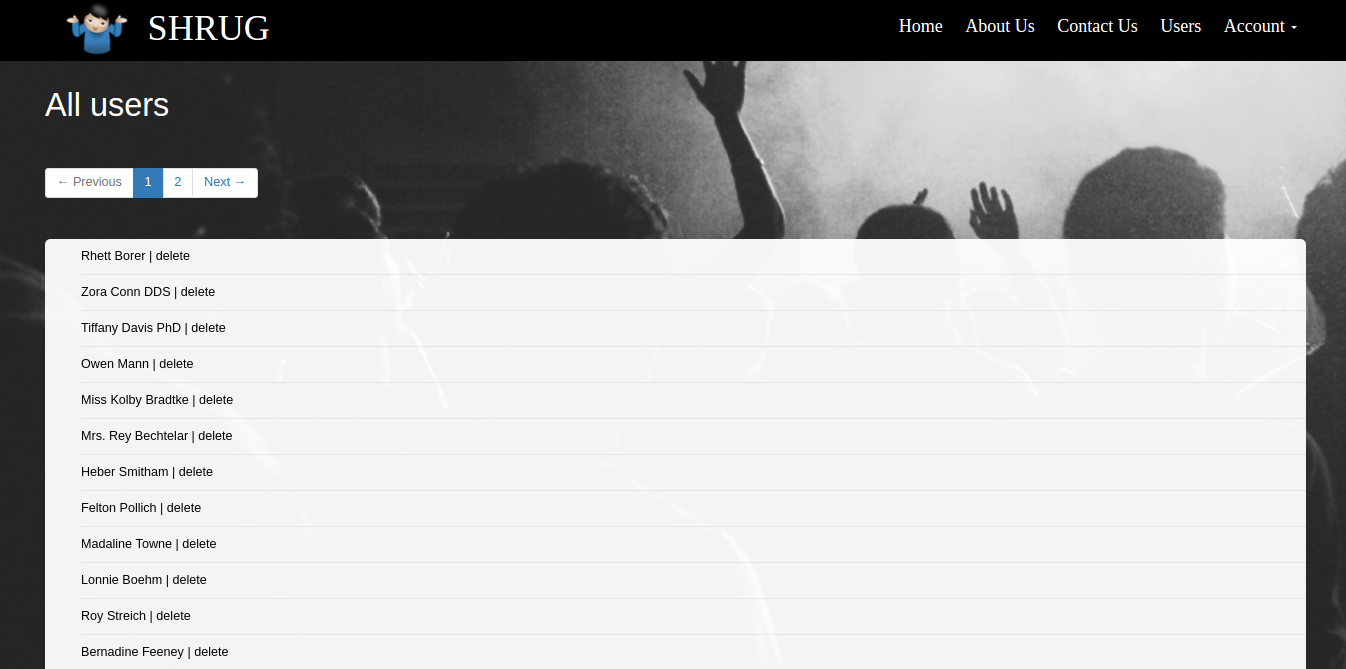 SHRUG
Home About Us Contact Us Users Account
All users
← Previous 1 2 Next →
Rhett Borer | delete
Zora Conn DDS | delete
Tiffany Davis PhD | delete
Owen Mann | delete
Miss Kolby Bradtke | delete
Mrs. Rey Bechtelar | delete
Heber Smitham | delete
Felton Pollich | delete
Madaline Towne | delete
Lonnie Boehm | delete
Roy Streich | delete
Bernadine Feeney | delete